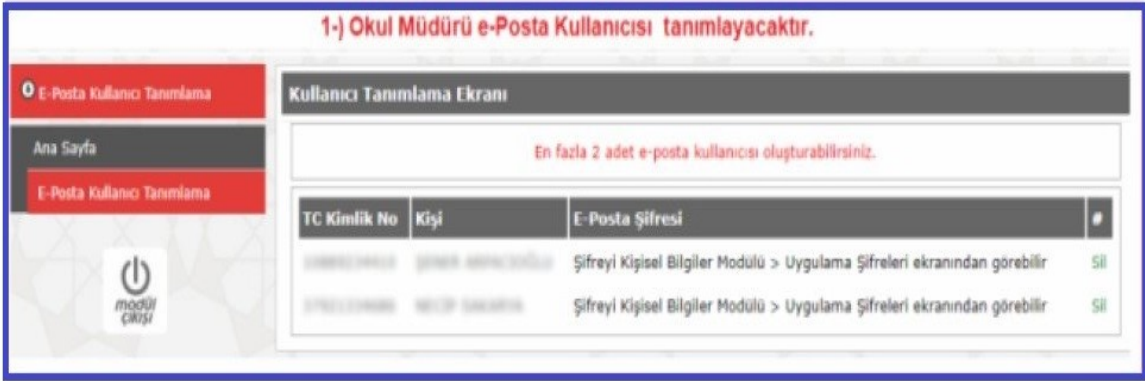 1-) Okul Müdürü e-Posta Kullanıcısı tanımlayacaktır.
E-Posta Kullanıcı Tanımlama
Ana Sayfa
E-Posta Kullanıcı Tanımlama
modül
çıkışı
Kullanıcı Tanımlama Ekranı
En fazla 2 adet e-posta kullanıcısı oluşturabilirsiniz.
TC Kimlik No Kişi E-Posta Şifresi #
Şifreyi Kişisel Bilgiler Modülü > Uygulama Şifreleri ekranından görebilir Sil
Şifreyi Kişisel Bilgiler Modülü > Uygulama Şifreleri ekranından görebilir Sil